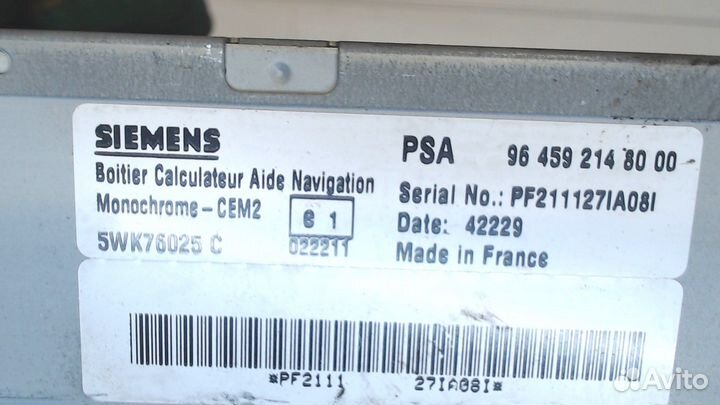 SIEMENS
Boitier Calculateur Aide Navigation
Monochrome-CEM2
e 1
5WK76025 C
022211
PSA 96 459 214 80 00
Serial No.: PF211127IA08I
Date: 42229
Made in France
*PF2111 27IA08I*
Avito